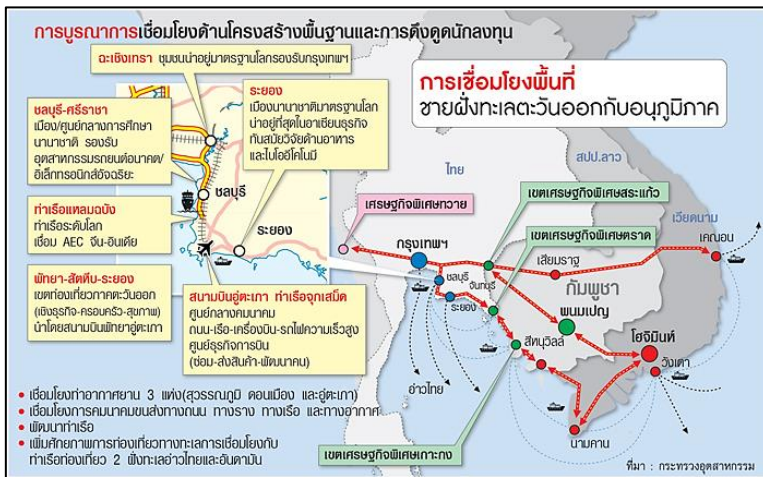 การบูรณาการเชื่อมโยงด้านโครงสร้างพื้นฐานและการดึงดูดนักลงทุน
ฉะเชิงเทรา ชุมชนน่าอยู่มาตรฐานโลกรองรับกรุงเทพฯ
ชลบุรี-ศรีราชา
เมือง/ศูนย์กลางการศึกษา
นานาชาติ รองรับ
อุตสาหกรรมรถยนต์อนาคต/
อิเล็กทรอนิกส์อัจฉริยะ
ระยอง
เมืองนานาชาติมาตรฐานโลก
น่าอยู่ที่สุดในอาเซียนธุรกิจ
ทันสมัยวิจัยด้านอาหาร
และไบโออีโคโนมี
ท่าเรือแหลมฉบัง
ท่าเรือระดับโลก
เชื่อม AEC จีน-อินเดีย
พัทยา-สัตหีบ-ระยอง
เขตท่องเที่ยวภาคตะวันออก
(เชิงธุรกิจ-ครอบครัว-สุขภาพ)
นำโดยสนามบินพัทยาอู่ตะเภา
สนามบินอู่ตะเภา ท่าเรือจุกเสม็ด
ศูนย์กลางคมนาคม
ถนน-เรือ-เครื่องบิน-รถไฟความเร็วสูง
ศูนย์ธุรกิจการบิน
(ซ่อม-ส่งสินค้า-พัฒนาคน)
ชลบุรี
ระยอง
การเชื่อมโยงพื้นที่
ชายฝั่งทะเลตะวันออกกับอนุภูมิภาค
ไทย
สปป.ลาว
เวียดนาม
เศรษฐกิจพิเศษทวาย
เขตเศรษฐกิจพิเศษสระแก้ว
เขตเศรษฐกิจพิเศษตราด
กรุงเทพฯ
ชลบุรี
จันทบุรี
ระยอง
เสียมราฐ
เคญอน
กัมพูชา
พนมเปญ
โฮจิมินห์
วังเตา
สีหนุวิลล์
อ่าวไทย
นามคาน
เขตเศรษฐกิจพิเศษเกาะกง
• เชื่อมโยงท่าอากาศยาน 3 แห่ง(สุวรรณภูมิ ดอนเมือง และอู่ตะเภา)
• เชื่อมโยงการคมนาคมขนส่งทางถนน ทางราง ทางเรือ และทางอากาศ
• พัฒนาท่าเรือ
• เพิ่มศักยภาพการท่องเที่ยวทางทะเลการเชื่อมโยงกับ
ท่าเรือท่องเที่ยว 2 ฝั่งทะเลอ่าวไทยและอันดามัน
ที่มา : กระทรวงอุตสาหกรรม